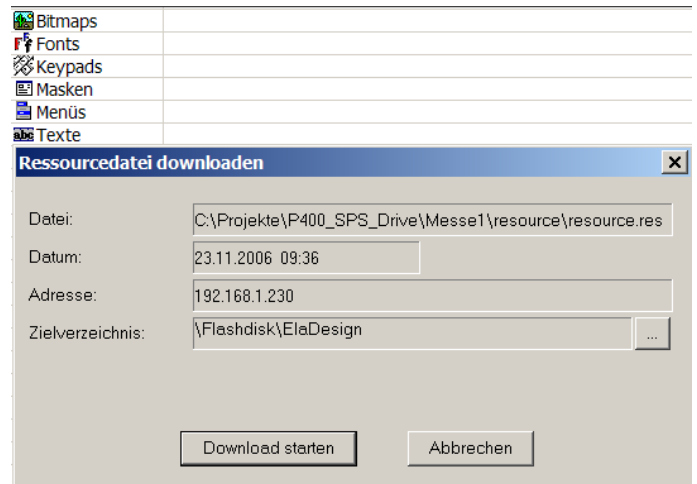 Bitmaps
Fonts
Keypads
Masken
Menüs
abc Texte
Ressourcedatei downloaden
Datei: C:\Projekte\P400_SPS_Drive\Messe1\resource\resource.res
Datum: 23.11.2006 09:36
Adresse: 192.168.1.230
Zielverzeichnis: \Flashdisk\ElaDesign ...
Download starten Abbrechen